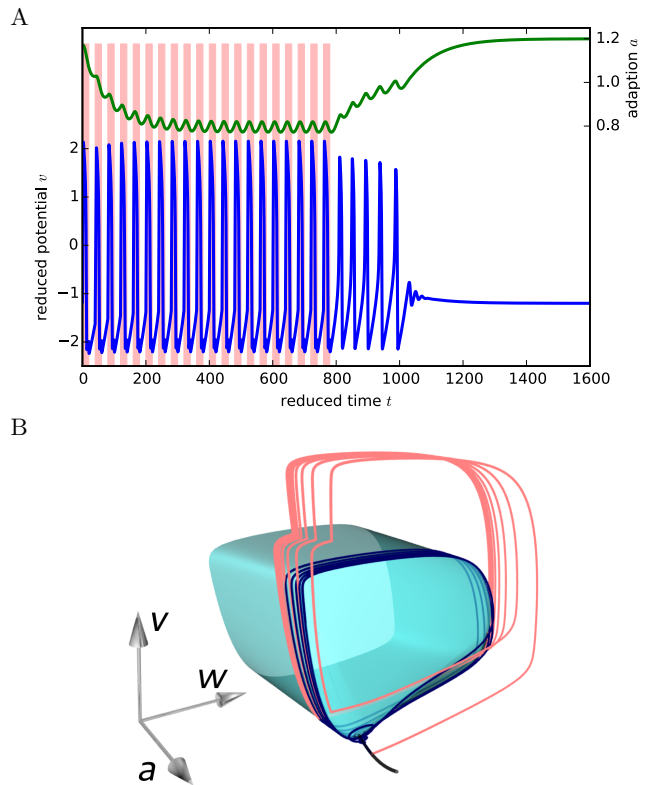 A
1.2
1.0
0.8
adaption a
2
1
0
−1
−2
reduced potential v
0 200 400 600 800 1000 1200 1400 1600
reduced time t
B
v
w
a